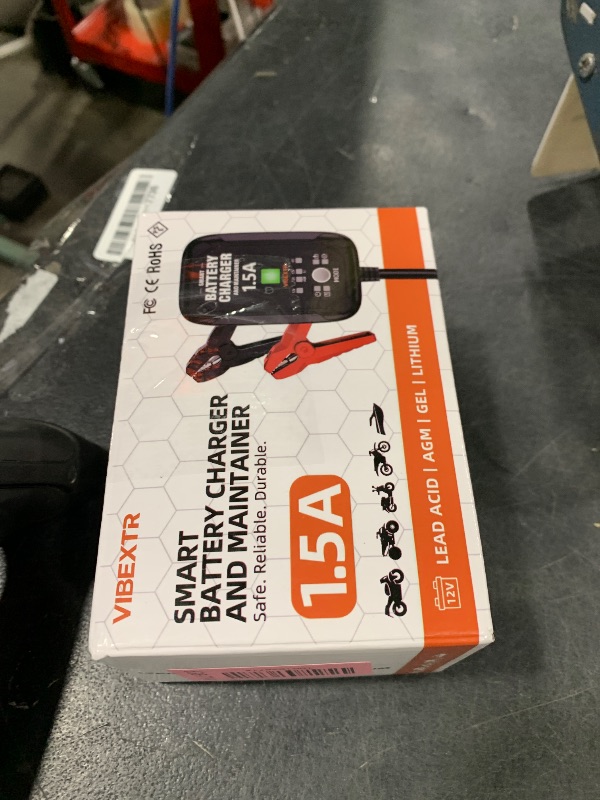 VIBEXTR
FC CE RoHS
SMART
BATTERY CHARGER
AND MAINTAINER
Safe. Reliable. Durable.
1.5A
BATTERY
CHARGER
1.5A
MODE
12V
LEAD ACID | AGM | GEL | LITHIUM